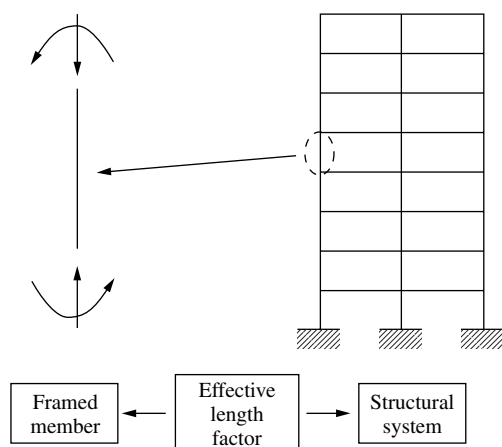 Framed
member
Effective
length
factor
Structural
system